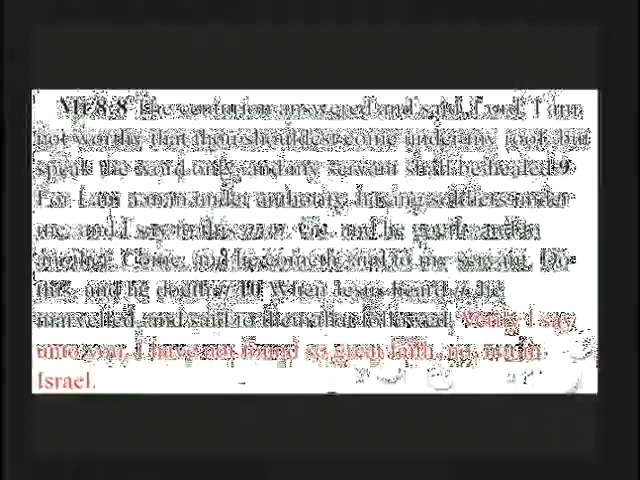 Mt 8:8 The centurion answered and said, Lord, I am
not worthy that thou shouldest come under my roof: but
speak the word only, and my servant shall be healed. 9
For I am a man under authority, having soldiers under
me: and I say to this man, Go, and he goeth; and to
another, Come, and he cometh; and to my servant, Do
this, and he doeth it. 10 When Jesus heard it, he
marvelled, and said to them that followed, Verily I say
unto you, I have not found so great faith, no, not in
Israel.